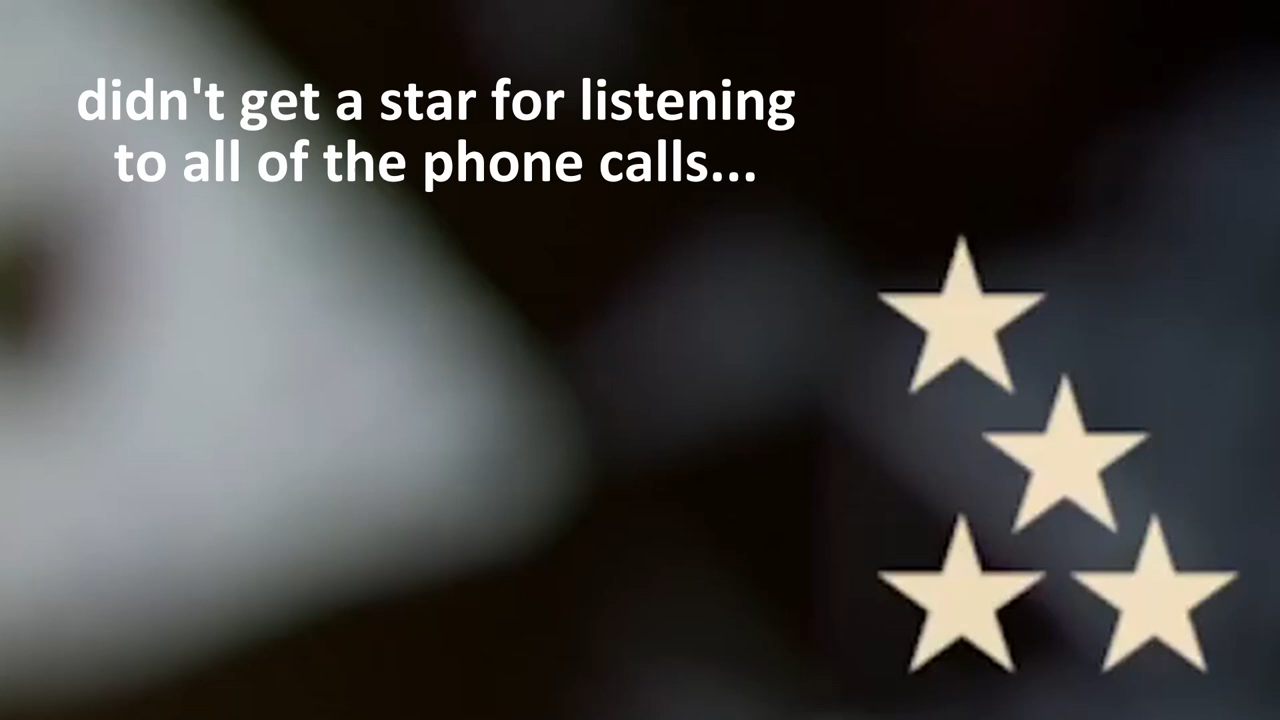 didn't get a star for listening
to all of the phone calls...